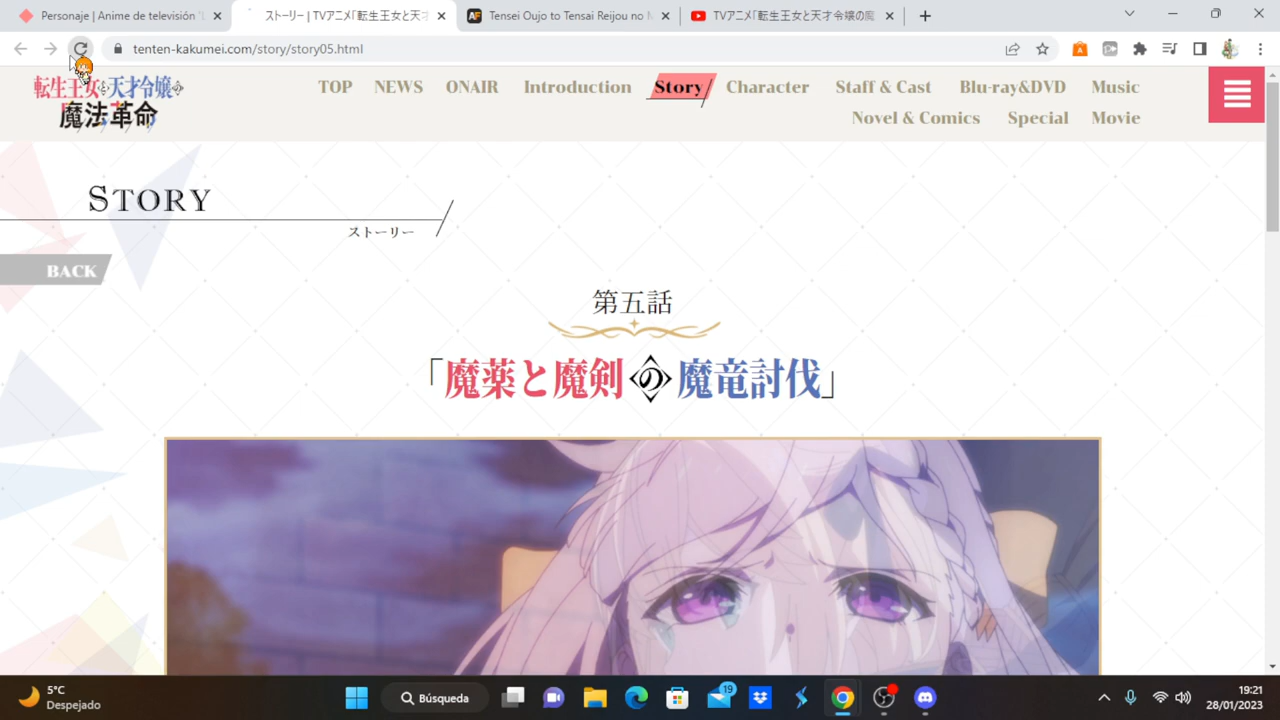 Personaje | Anime de televisión '
ストーリー | TVアニメ「転生王女と天才
AF Tensei Oujo to Tensai Reijou no M
TVアニメ「転生王女と天才令嬢の魔
tenten-kakumei.com/story/story05.html
転生王女と天才令嬢の
魔法革命
TOP NEWS ONAIR Introduction Story Character Staff & Cast Blu-ray&DVD Music
Novel & Comics Special Movie
STORY
ストーリー
BACK
第五話
「魔薬と魔剣の魔竜討伐」
5°C
Despejado
Búsqueda
19
19:21
28/01/2023